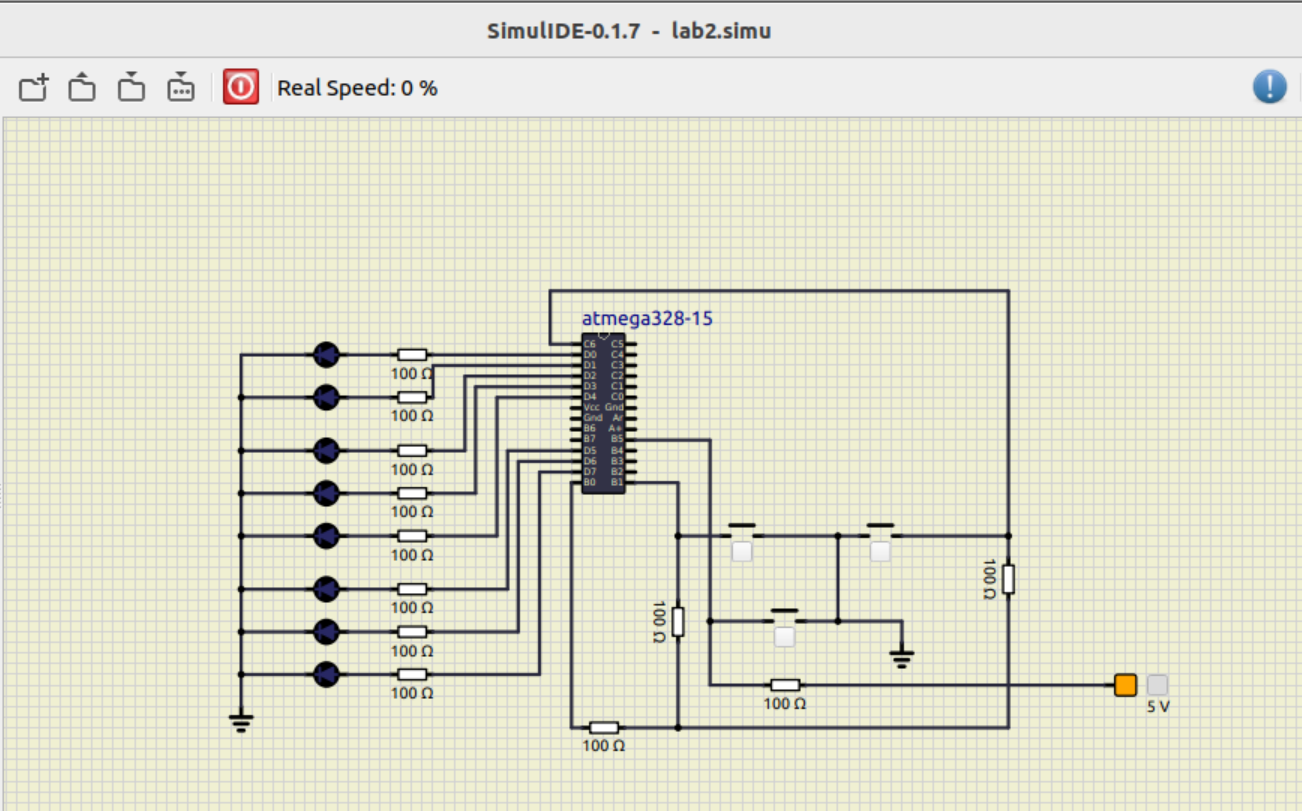 SimulIDE-0.1.7 - lab2.simu
Real Speed: 0 %
atmega328-15
C6 C5
D0 C4
D1 C3
D2 C2
D3 C1
D4 C0
Vcc Gnd
Gnd Ar
B6 A+
B7 B5
D5 B4
D6 B3
D7 B2
B0 B1
100 Ω
100 Ω
100 Ω
100 Ω
100 Ω
100 Ω
100 Ω
100 Ω
100 Ω
100 Ω
100 Ω
5 V
100 Ω